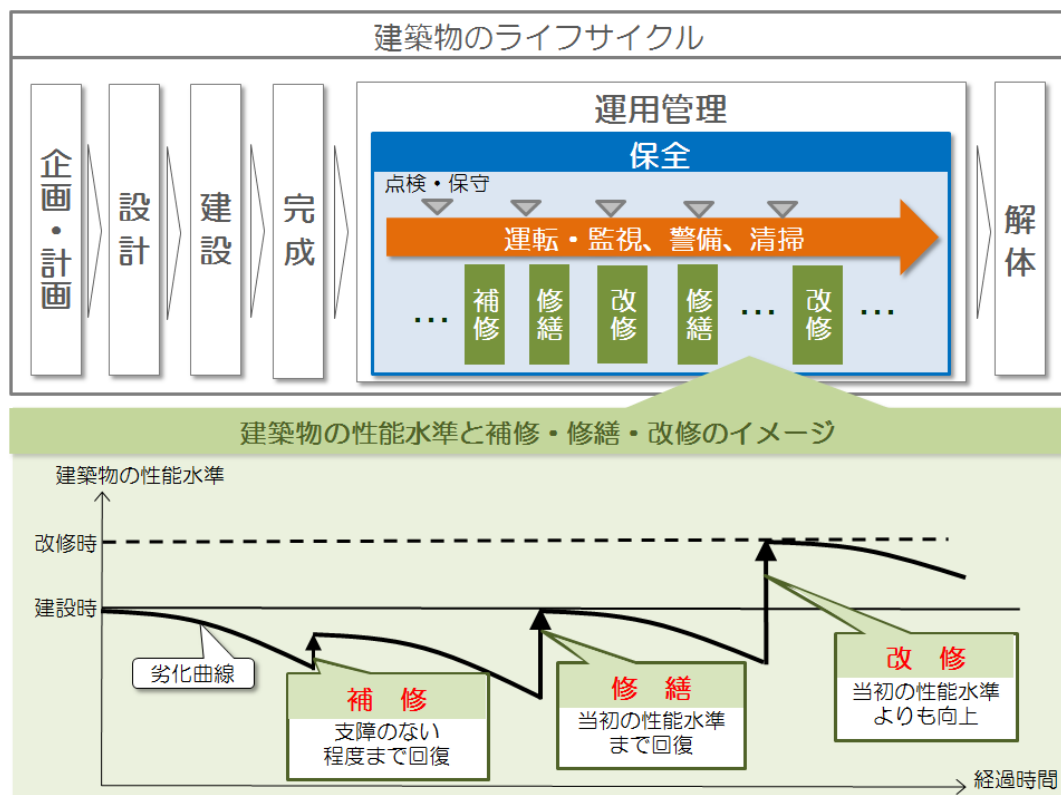 建築物のライフサイクル
企画・計画
設計
建設
完成
運用管理
保全
点検・保守
運転・監視、警備、清掃
…
補修
修繕
改修
修繕
…
改修
…
解体
建築物の性能水準と補修・修繕・改修のイメージ
建築物の性能水準
改修時
建設時
劣化曲線
補 修
支障のない
程度まで回復
修 繕
当初の性能水準
まで回復
改 修
当初の性能水準
よりも向上
経過時間